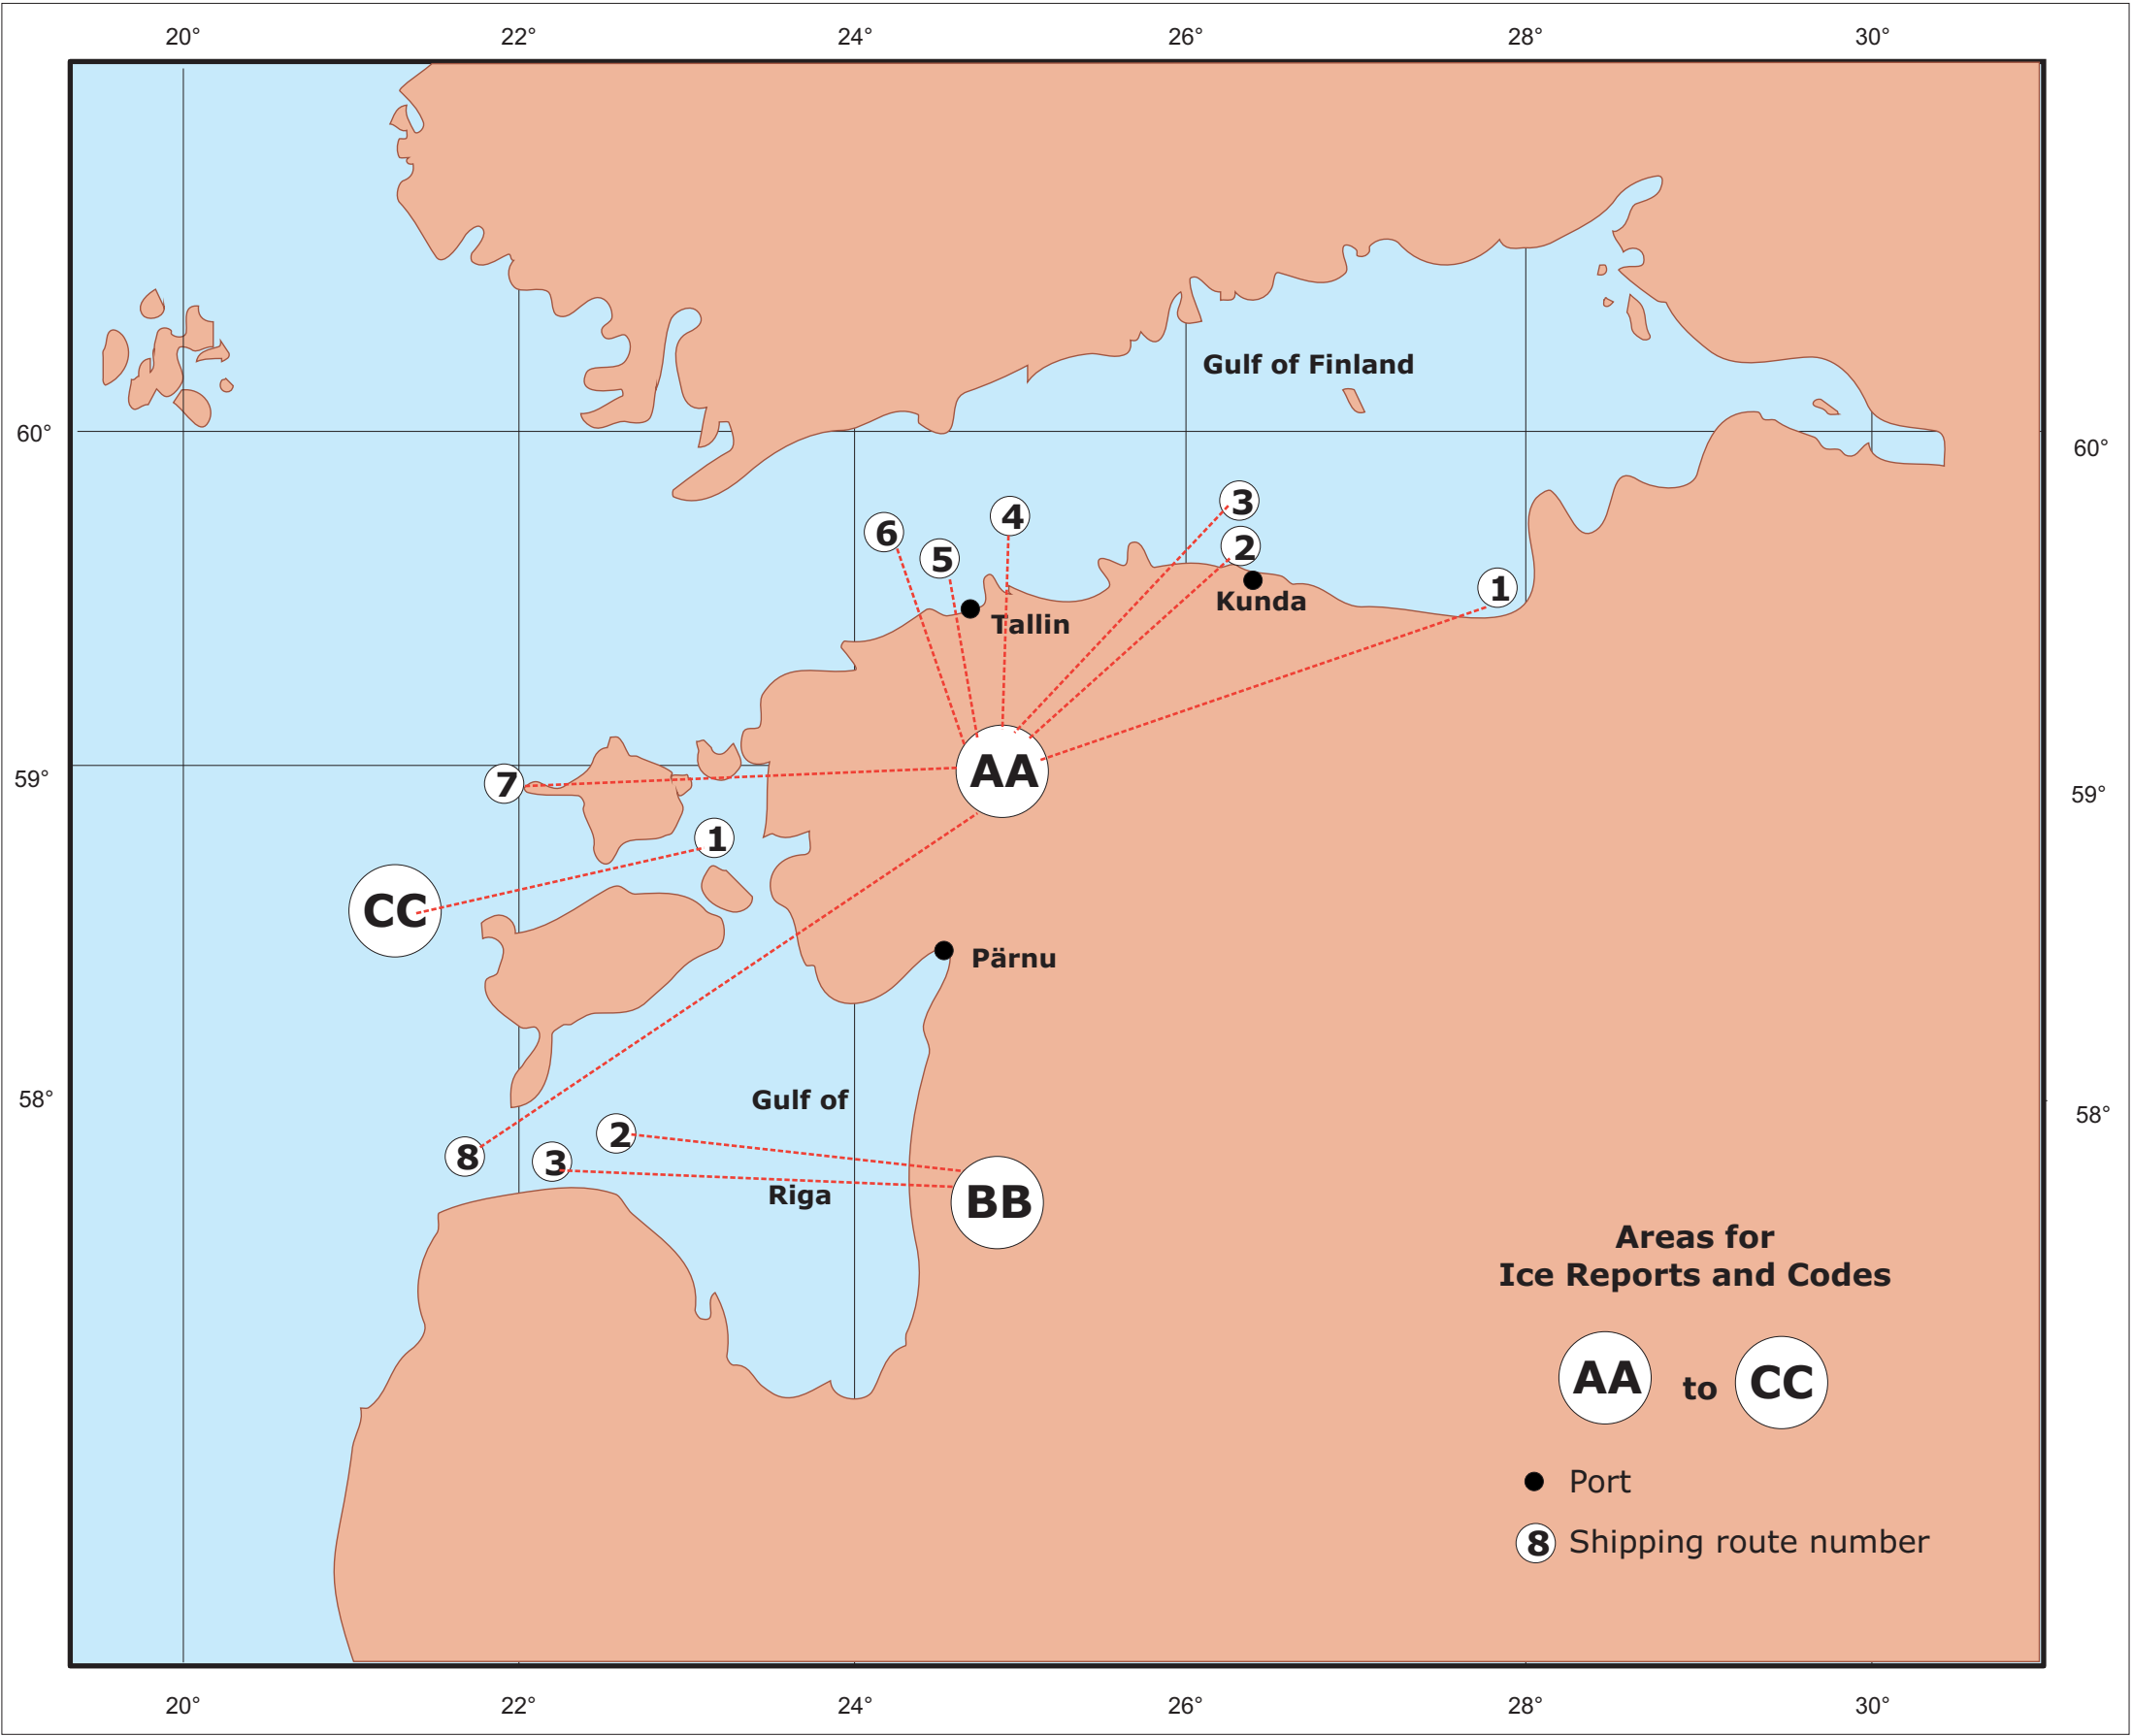 20° 22° 24° 26° 28° 30°
Gulf of Finland
60° 60°
3
4
6
2
5
1
Kunda
Tallin
AA
59° 7 59°
1
CC
Pärnu
58° Gulf of 58°
2
8 3
Riga
BB
Areas for
Ice Reports and Codes
AA to CC
Port
8 Shipping route number
20° 22° 24° 26° 28° 30°